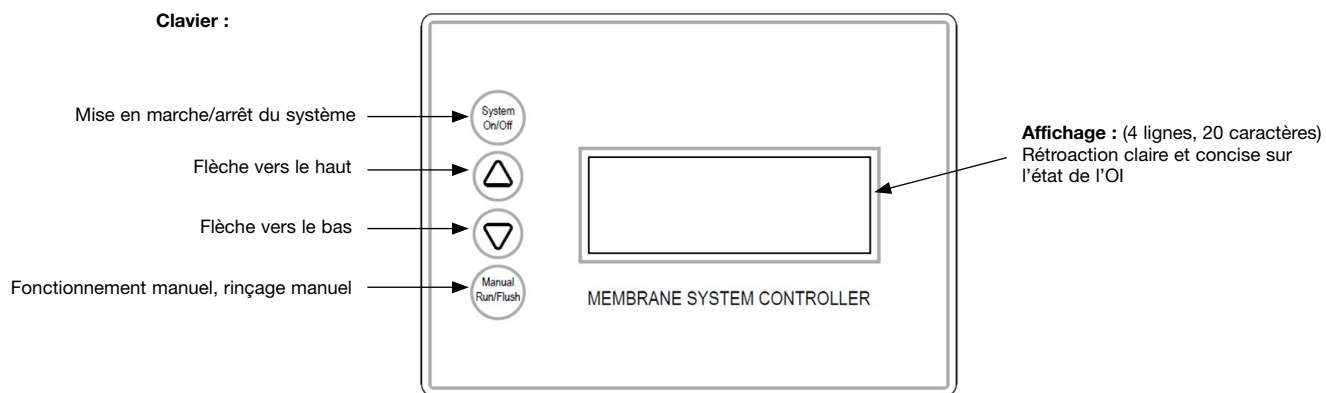 Clavier :
Mise en marche/arrêt du système
System
On/Off
Flèche vers le haut
Flèche vers le bas
Fonctionnement manuel, rinçage manuel
Manual
Run/Flush
MEMBRANE SYSTEM CONTROLLER
Affichage : (4 lignes, 20 caractères)
Rétroaction claire et concise sur
l’état de l’OI